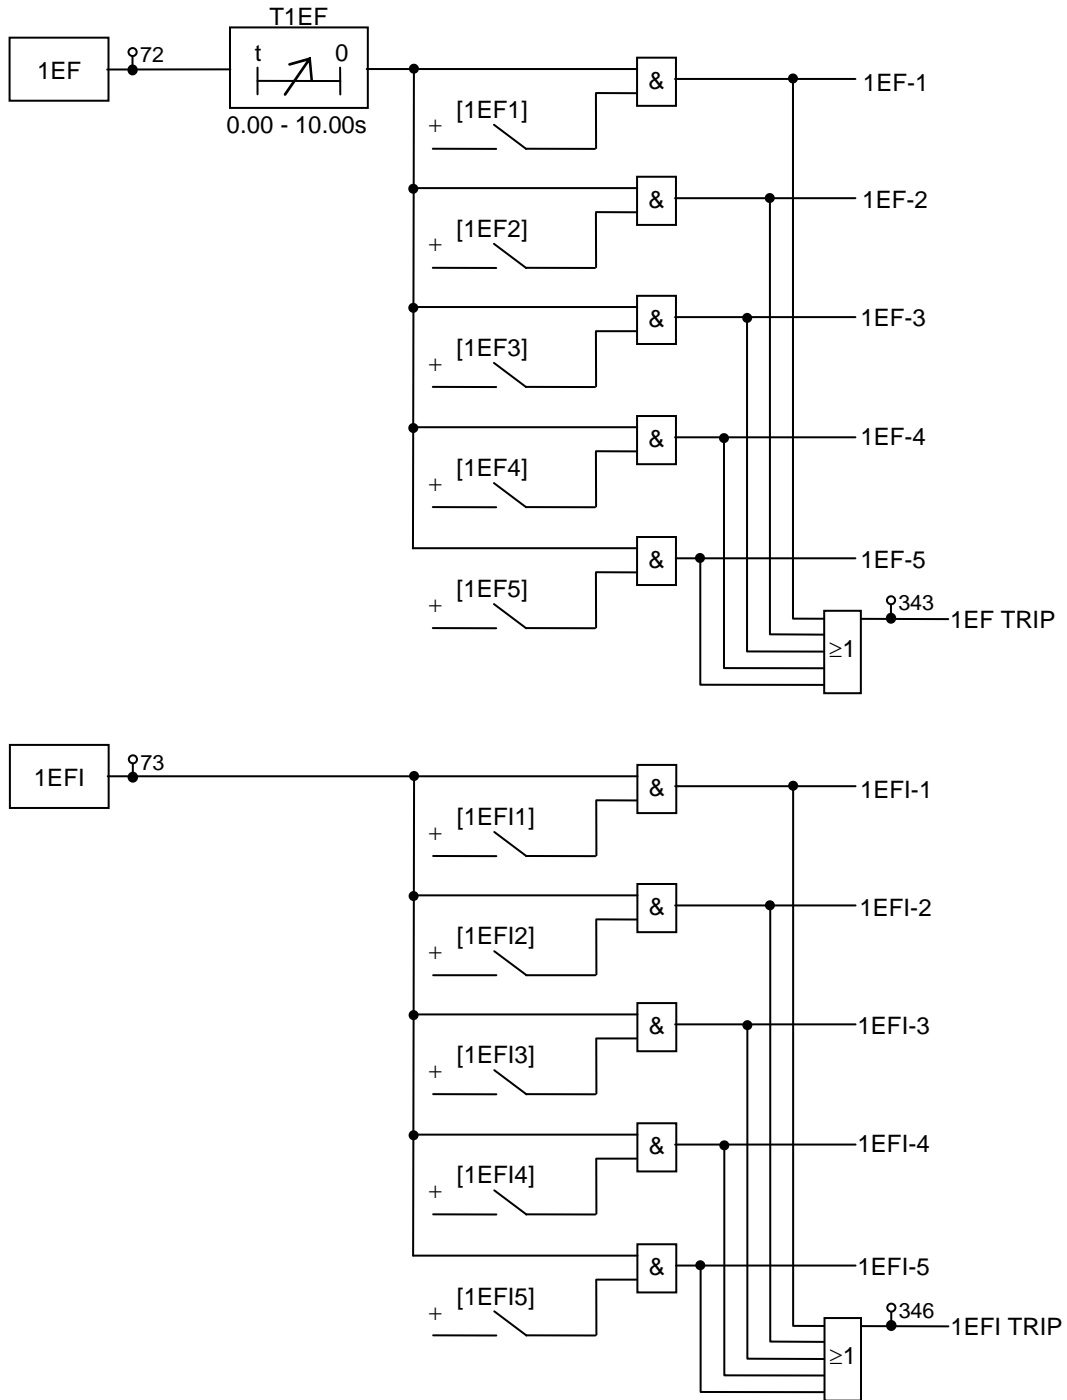 T1EF
1EF
72
t 0
0.00 - 10.00s
&
1EF-1
+ [1EF1]
&
1EF-2
+ [1EF2]
&
1EF-3
+ [1EF3]
&
1EF-4
+ [1EF4]
&
1EF-5
+ [1EF5]
343
1EF TRIP
≥1
1EFI
73
&
1EFI-1
+ [1EFI1]
&
1EFI-2
+ [1EFI2]
&
1EFI-3
+ [1EFI3]
&
1EFI-4
+ [1EFI4]
&
1EFI-5
+ [1EFI5]
346
1EFI TRIP
≥1